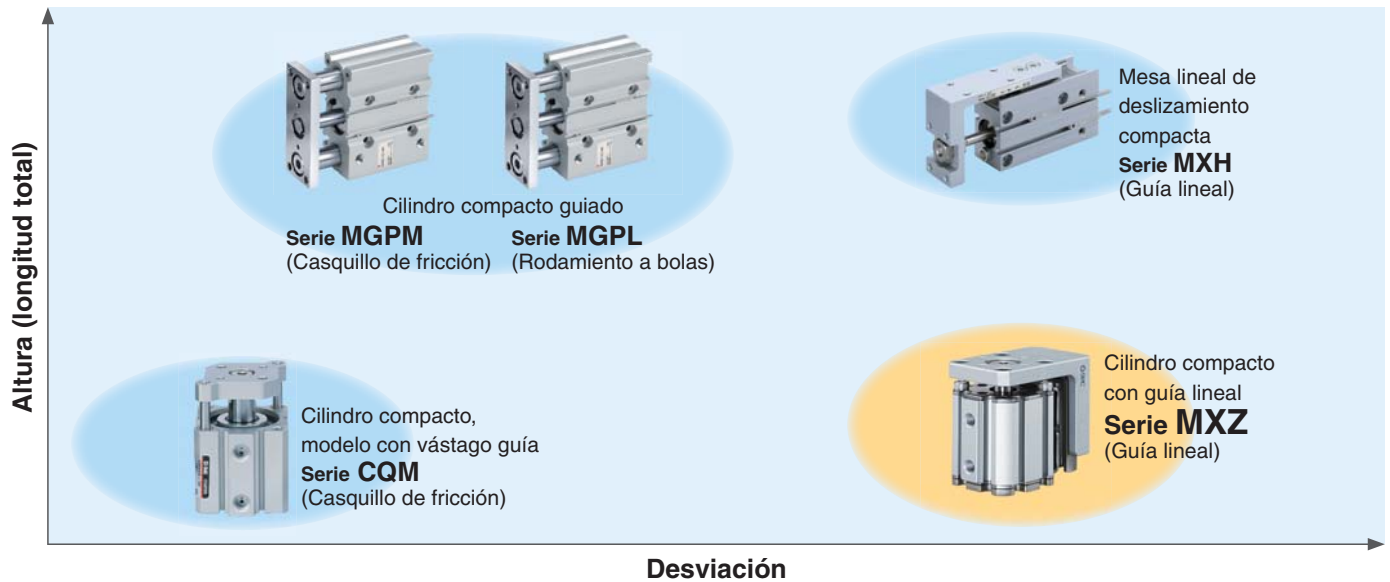 Altura (longitud total)
Cilindro compacto guiado
Serie MGPM
(Casquillo de fricción)
Serie MGPL
(Rodamiento a bolas)
Mesa lineal de
deslizamiento
compacta
Serie MXH
(Guía lineal)
Cilindro compacto,
modelo con vástago guía
Serie CQM
(Casquillo de fricción)
Cilindro compacto
con guía lineal
Serie MXZ
(Guía lineal)
Desviación